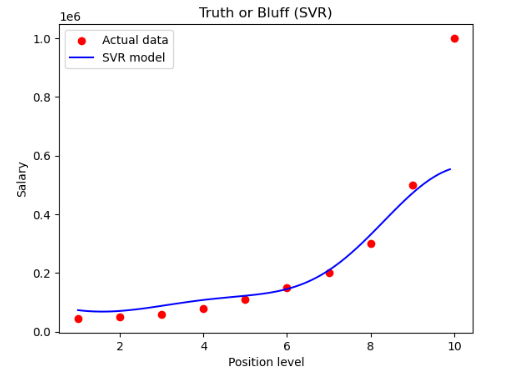 Truth or Bluff (SVR)
1e6
Actual data
SVR model
1.0
0.8
0.6
0.4
0.2
0.0
Salary
2
4
6
8
10
Position level